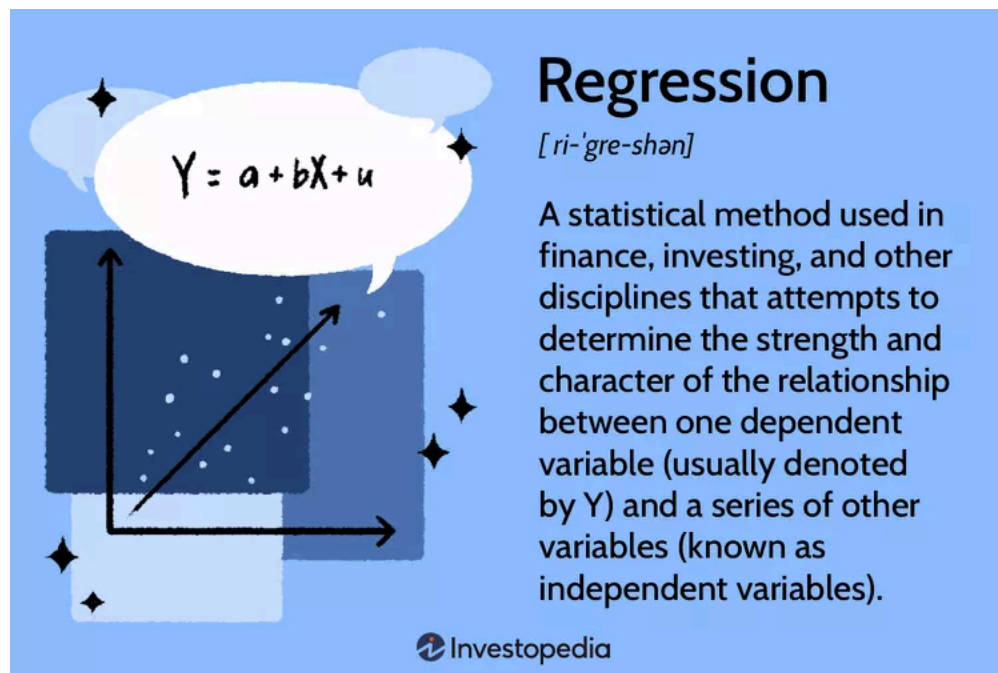 Y = a + bX + u
Regression
[ ri-ˈgre-shən]
A statistical method used in
finance, investing, and other
disciplines that attempts to
determine the strength and
character of the relationship
between one dependent
variable (usually denoted
by Y) and a series of other
variables (known as
independent variables).
Investopedia